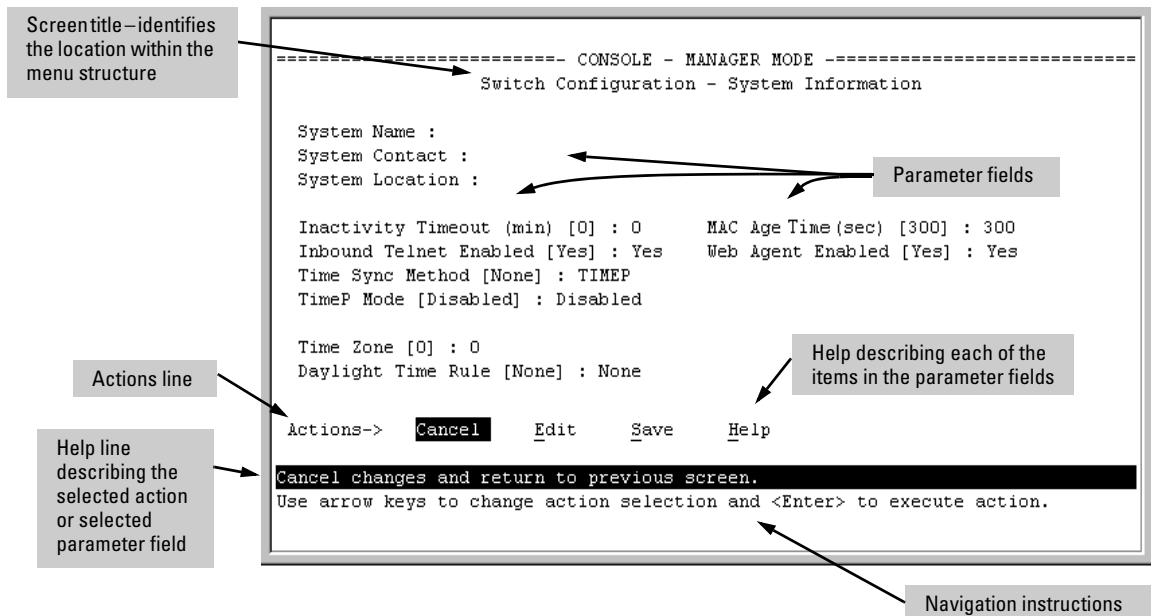 Screen title – identifies
the location within the
menu structure
============================- CONSOLE - MANAGER MODE -============================
Switch Configuration - System Information
System Name :
System Contact :
System Location :
Parameter fields
Inactivity Timeout (min) [0] : 0 MAC Age Time (sec) [300] : 300
Inbound Telnet Enabled [Yes] : Yes Web Agent Enabled [Yes] : Yes
Time Sync Method [None] : TIMEP
TimeP Mode [Disabled] : Disabled
Time Zone [0] : 0
Daylight Time Rule [None] : None
Help describing each of the
items in the parameter fields
Actions line
Actions-> Cancel Edit Save Help
Help line
describing the
selected action
or selected
parameter field
Cancel changes and return to previous screen.
Use arrow keys to change action selection and <Enter> to execute action.
Navigation instructions